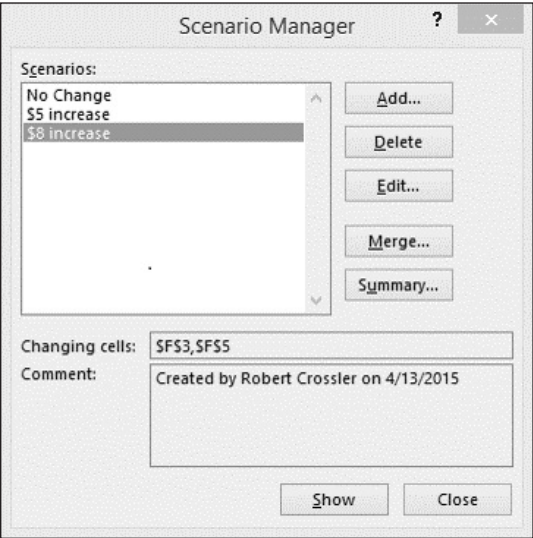 Scenario Manager
?
×
Scenarios:
No Change
$5 increase
$8 increase
Add...
Delete
Edit...
Merge...
Summary...
Changing cells:
$F$3,$F$5
Comment:
Created by Robert Crossler on 4/13/2015
Show
Close